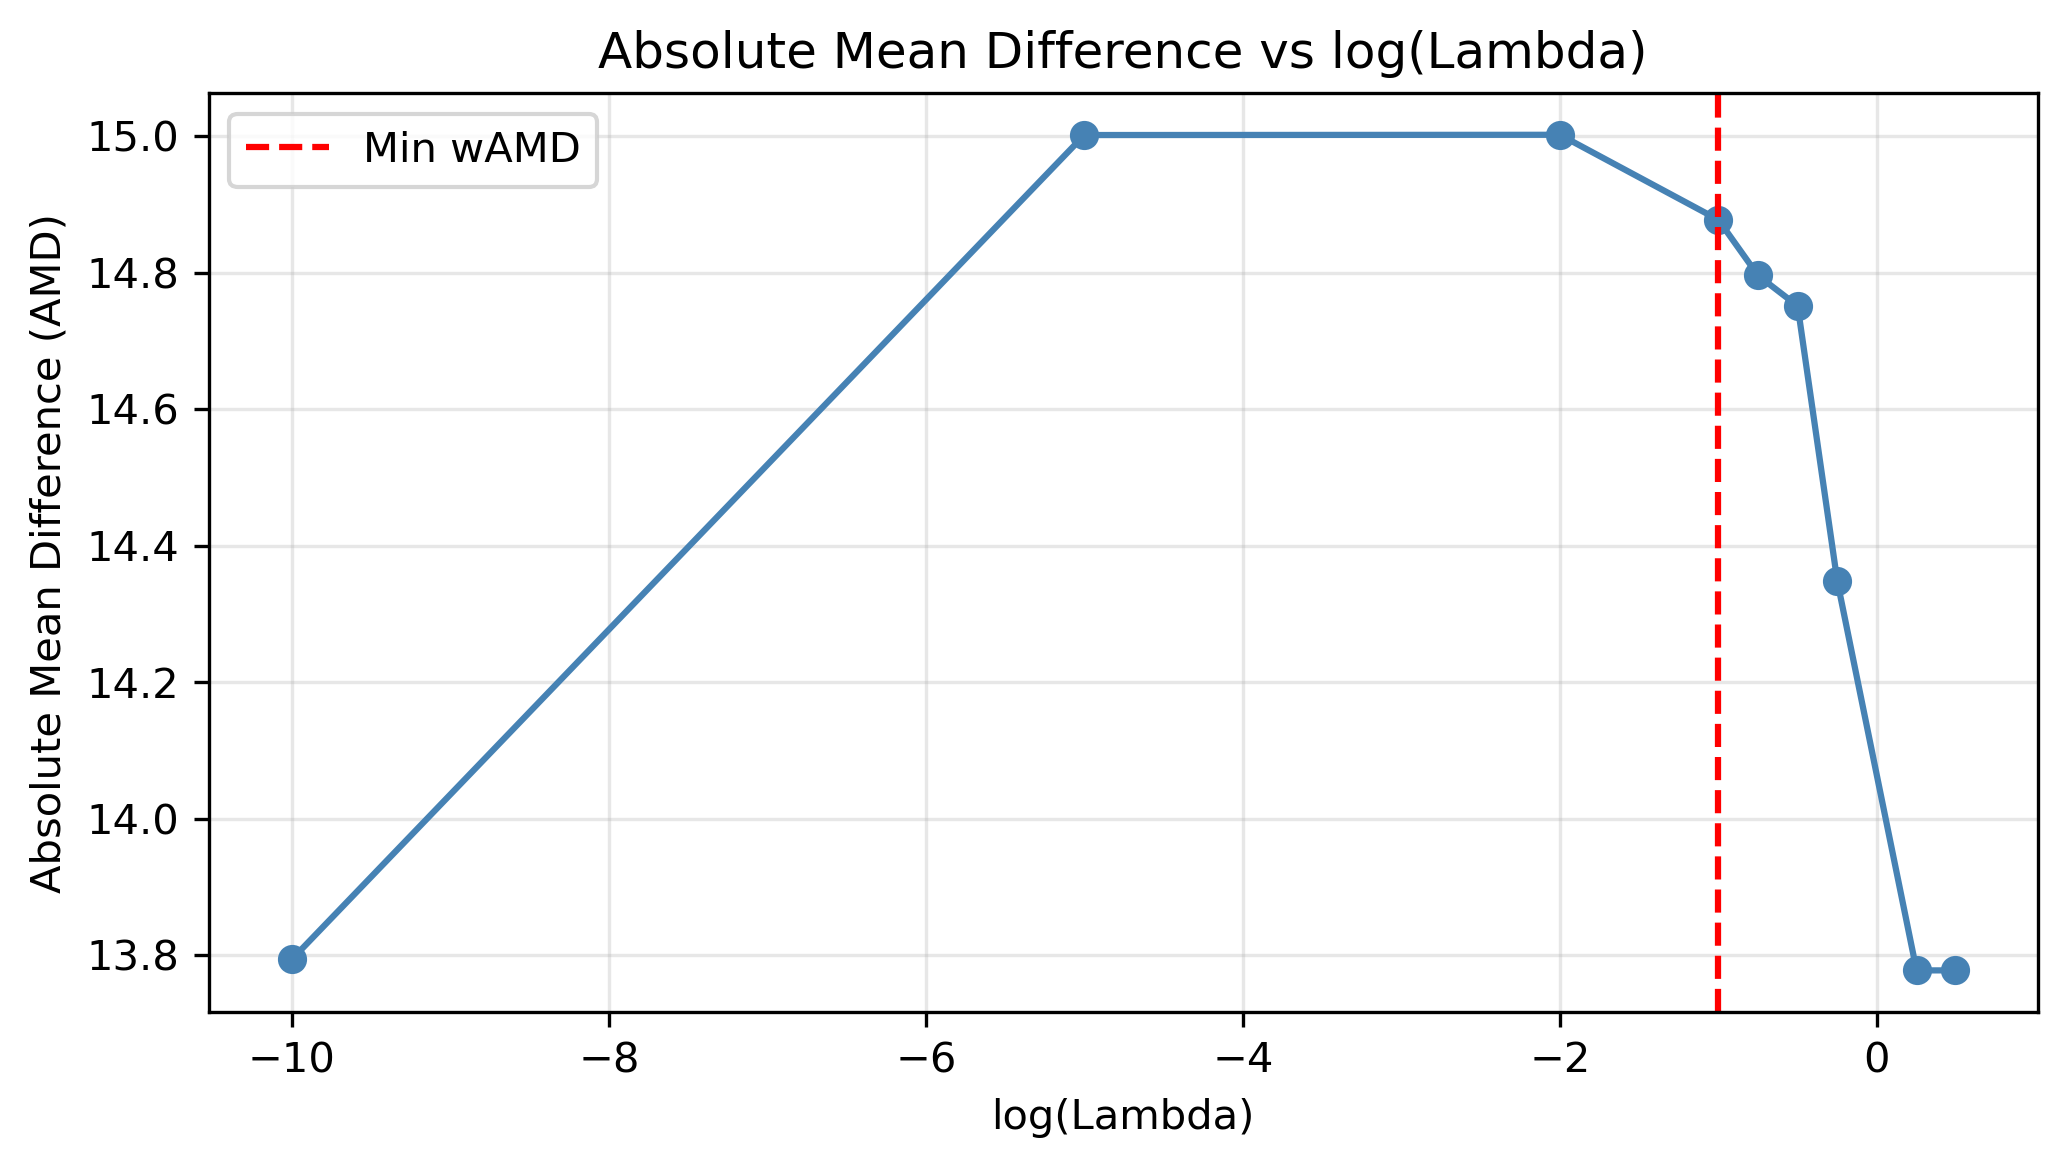 Absolute Mean Difference vs log(Lambda)
Min wAMD
Absolute Mean Difference (AMD)
15.0
14.8
14.6
14.4
14.2
14.0
13.8
−10 −8 −6 −4 −2 0
log(Lambda)